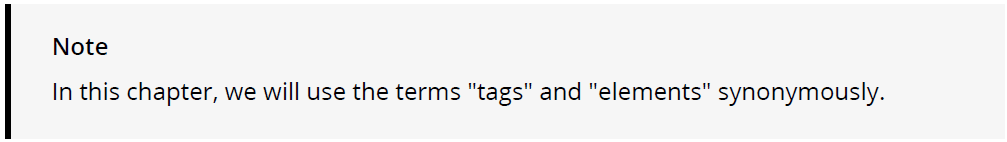 Note
In this chapter, we will use the terms "tags" and "elements" synonymously.